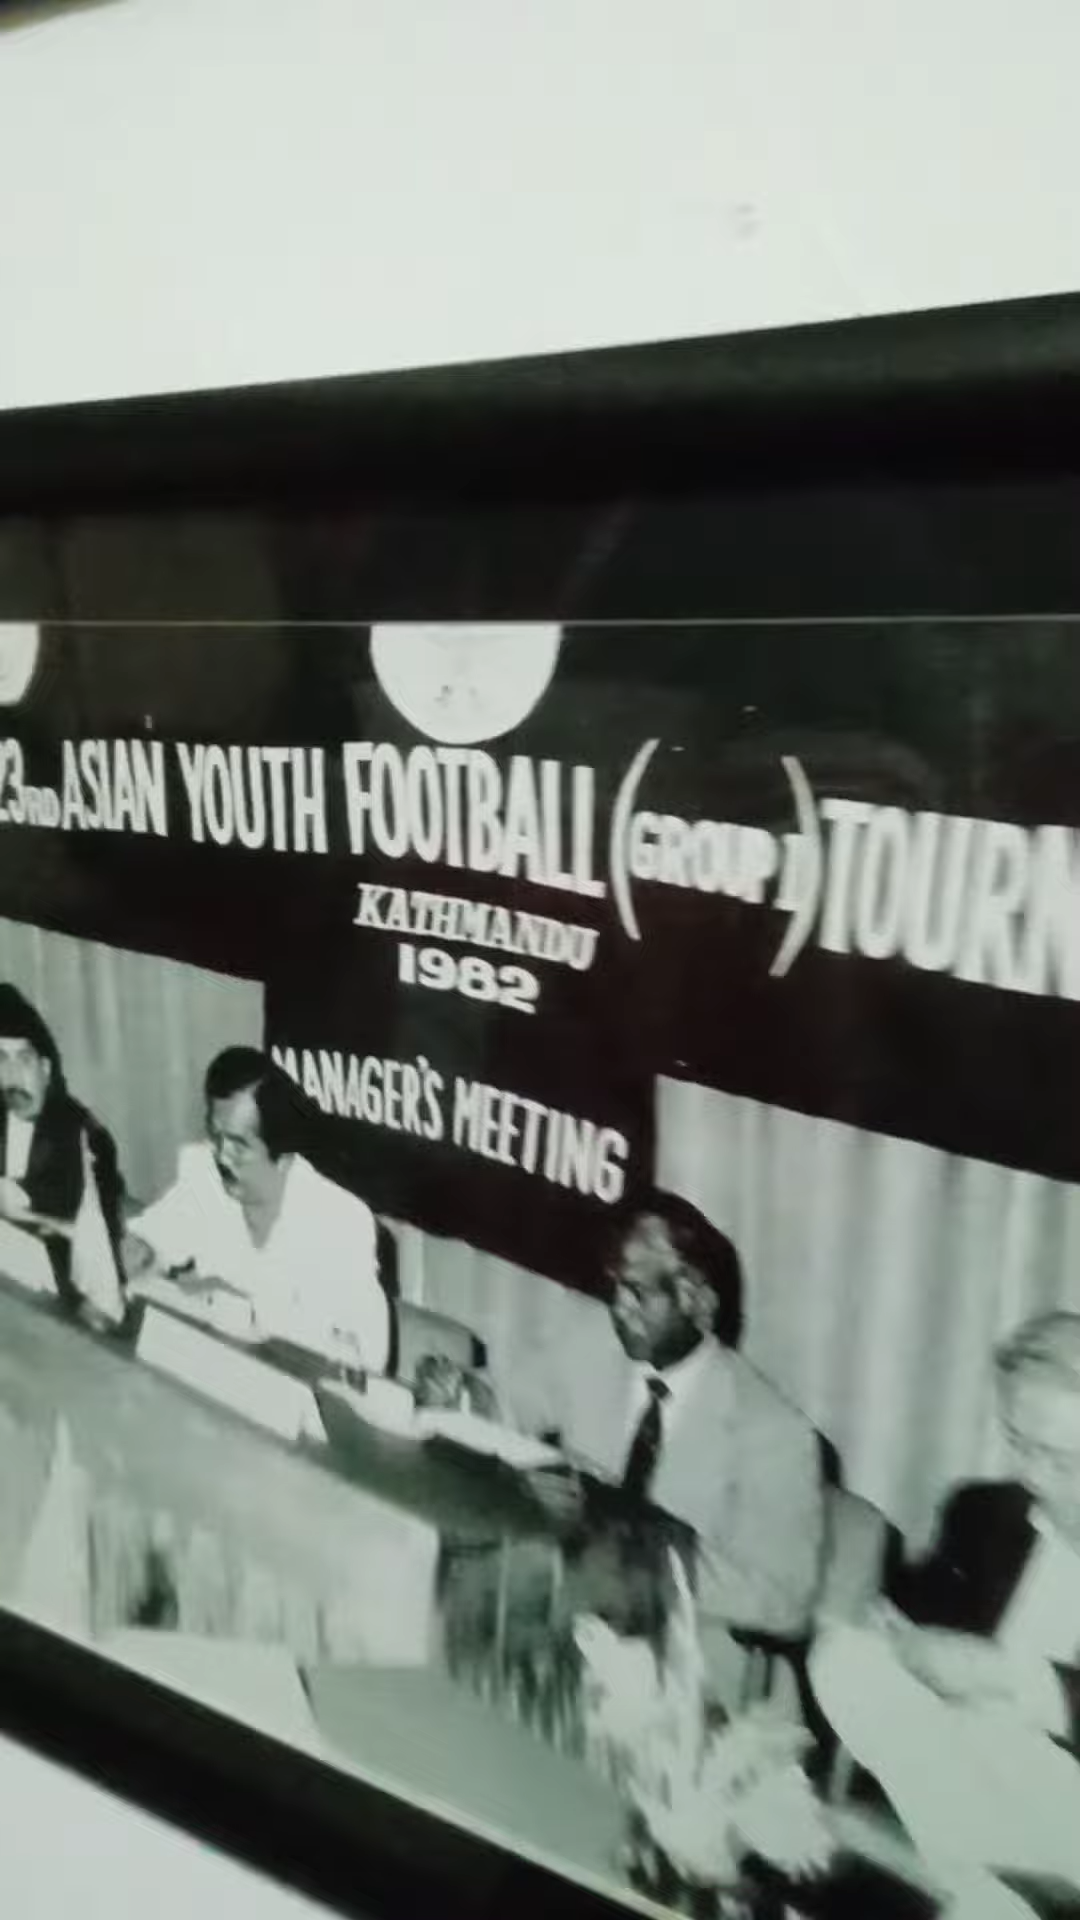 23RD ASIAN YOUTH FOOTBALL (GROUP I) TOURN
KATHMANDU
1982
MANAGER'S MEETING